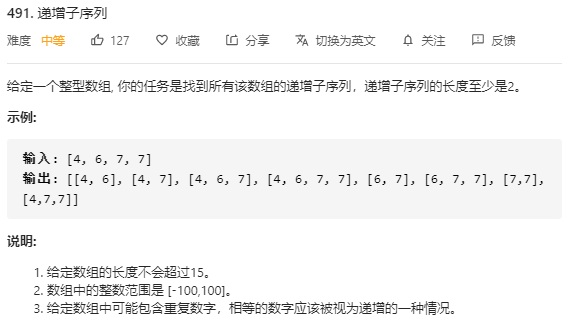 491. 递增子序列
难度 中等 127 收藏 分享 切换为英文 关注 反馈
给定一个整型数组, 你的任务是找到所有该数组的递增子序列，递增子序列的长度至少是2。
示例:
输入: [4, 6, 7, 7]
输出: [[4, 6], [4, 7], [4, 6, 7], [4, 6, 7, 7], [6, 7], [6, 7, 7], [7,7],
[4,7,7]]
说明:
1. 给定数组的长度不会超过15。
2. 数组中的整数范围是 [-100,100]。
3. 给定数组中可能包含重复数字，相等的数字应该被视为递增的一种情况。